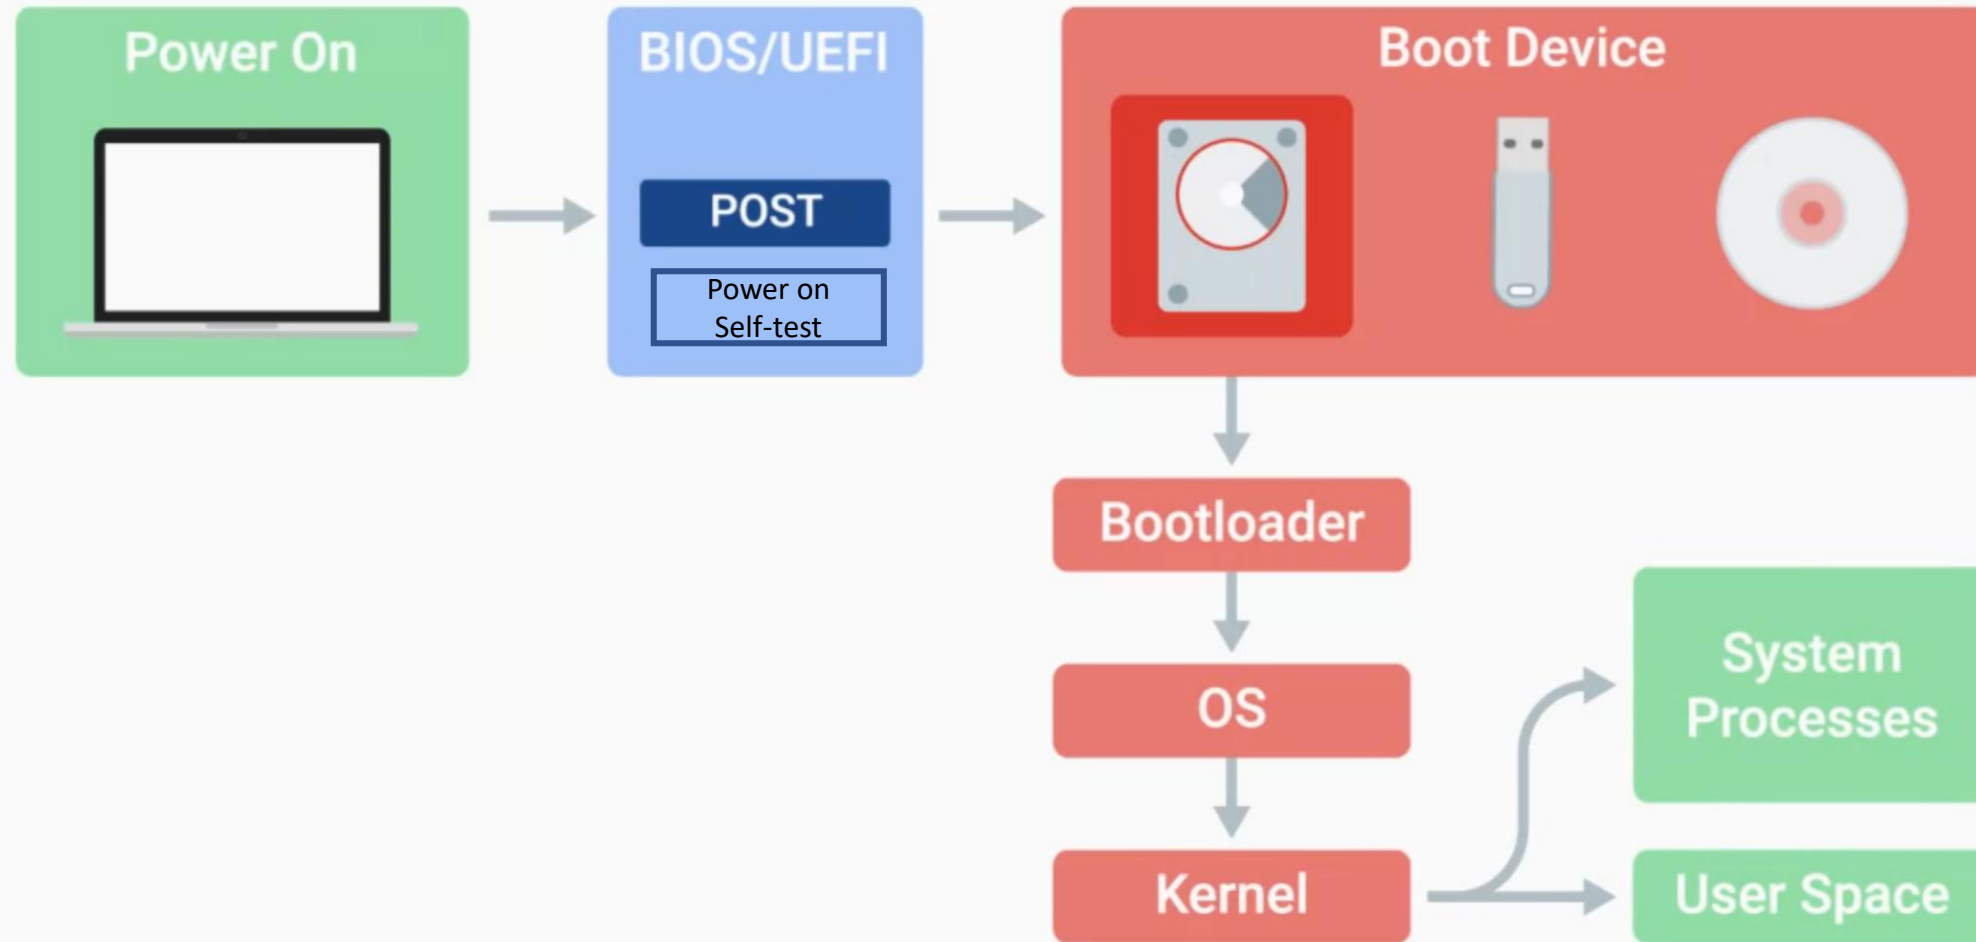 Power On
BIOS/UEFI
POST
Power on
Self-test
Boot Device
Bootloader
OS
Kernel
System
Processes
User Space